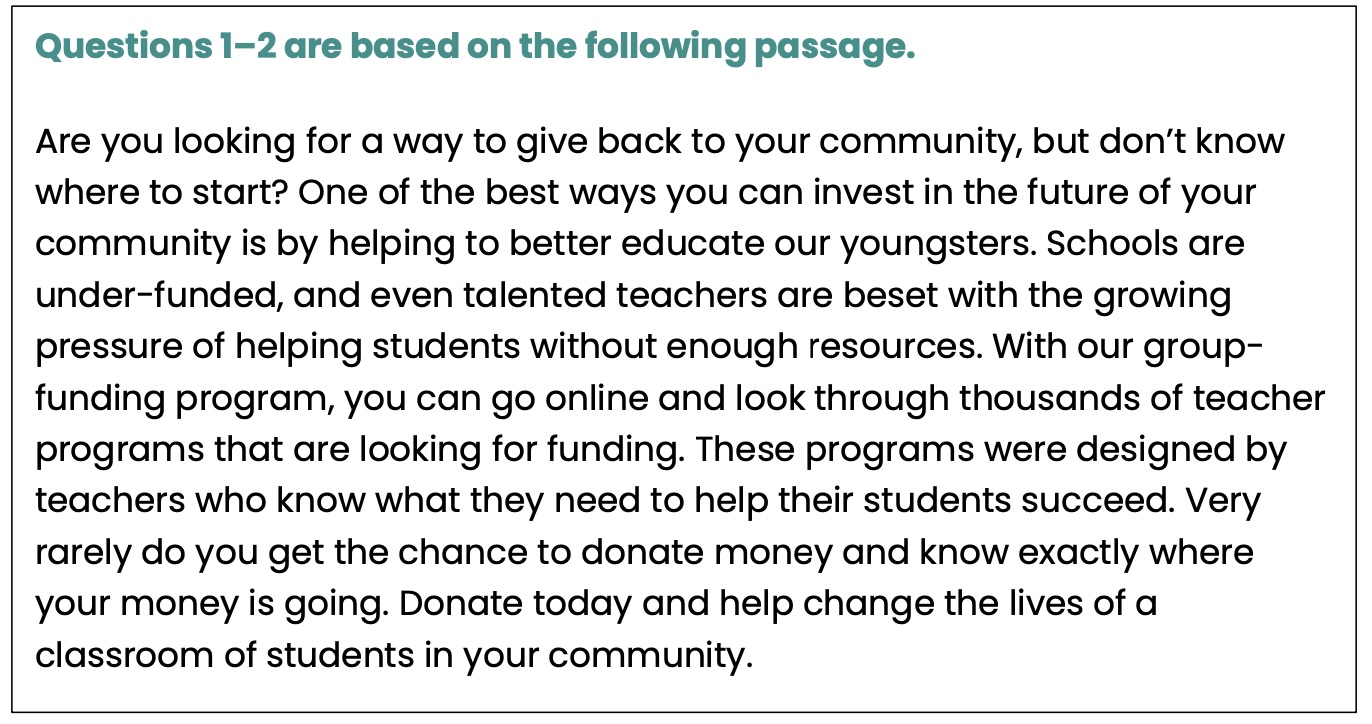 Questions 1–2 are based on the following passage.
Are you looking for a way to give back to your community, but don’t know
where to start? One of the best ways you can invest in the future of your
community is by helping to better educate our youngsters. Schools are
under-funded, and even talented teachers are beset with the growing
pressure of helping students without enough resources. With our group-
funding program, you can go online and look through thousands of teacher
programs that are looking for funding. These programs were designed by
teachers who know what they need to help their students succeed. Very
rarely do you get the chance to donate money and know exactly where
your money is going. Donate today and help change the lives of a
classroom of students in your community.